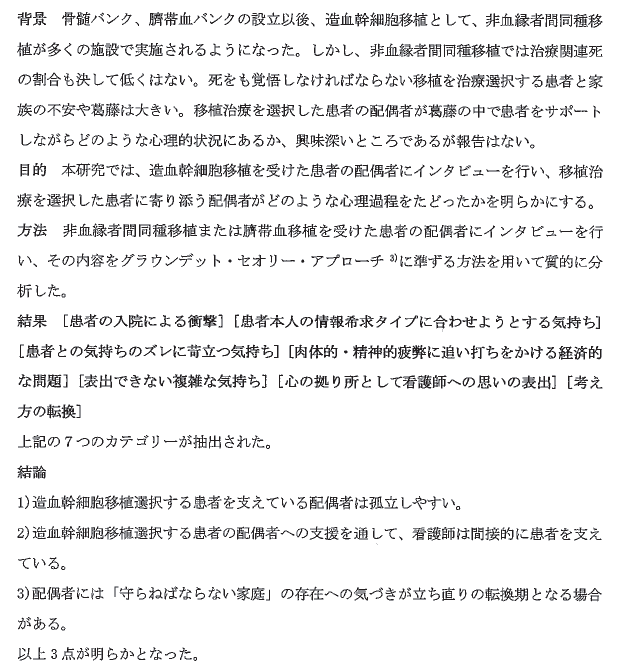 背景　骨髄バンク、臍帯血バンクの設立以後、造血幹細胞移植として、非血縁者間同種移
植が多くの施設で実施されるようになった。しかし、非血縁者間同種移植では治療関連死
の割合も決して低くはない。死をも覚悟しなければならない移植を治療選択する患者と家
族の不安や葛藤は大きい。移植治療を選択した患者の配偶者が葛藤の中で患者をサポート
しながらどのような心理的状況にあるか、興味深いところであるが報告はない。
目的　本研究では、造血幹細胞移植を受けた患者の配偶者にインタビューを行い、移植治
療を選択した患者に寄り添う配偶者がどのような心理過程をたどったかを明らかにする。
方法　非血縁者間同種移植または臍帯血移植を受けた患者の配偶者にインタビューを行
い、その内容をグラウンデット・セオリー・アプローチ 3)に準ずる方法を用いて質的に分
析した。
結果　［患者の入院による衝撃］［患者本人の情報希求タイプに合わせようとする気持ち］
［患者との気持ちのズレに苛立つ気持ち］［肉体的・精神的疲弊に追い打ちをかける経済的
な問題］［表出できない複雑な気持ち］［心の拠り所として看護師への思いの表出］［考え
方の転換］
上記の７つのカテゴリーが抽出された。
結論
1)造血幹細胞移植選択する患者を支えている配偶者は孤立しやすい。
2)造血幹細胞移植選択する患者の配偶者への支援を通して、看護師は間接的に患者を支え
ている。
3)配偶者には「守らねばならない家庭」の存在への気づきが立ち直りの転換期となる場合
がある。
以上 3 点が明らかとなった。